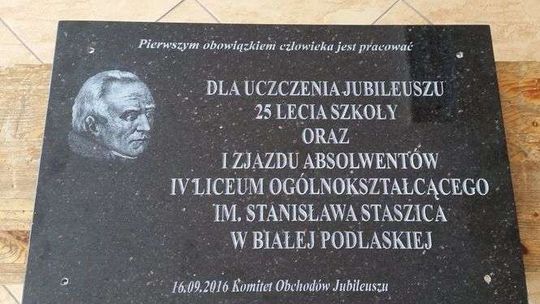 Pierwszym obowiązkiem człowieka jest pracować
DLA UCZCZENIA JUBILEUSZU
25 LECIA SZKOŁY
ORAZ
I ZJAZDU ABSOLWENTÓW
IV LICEUM OGÓLNOKSZTAŁCĄCEGO
IM. STANISŁAWA STASZICA
W BIAŁEJ PODLASKIEJ
16.09.2016 Komitet Obchodów Jubileuszu